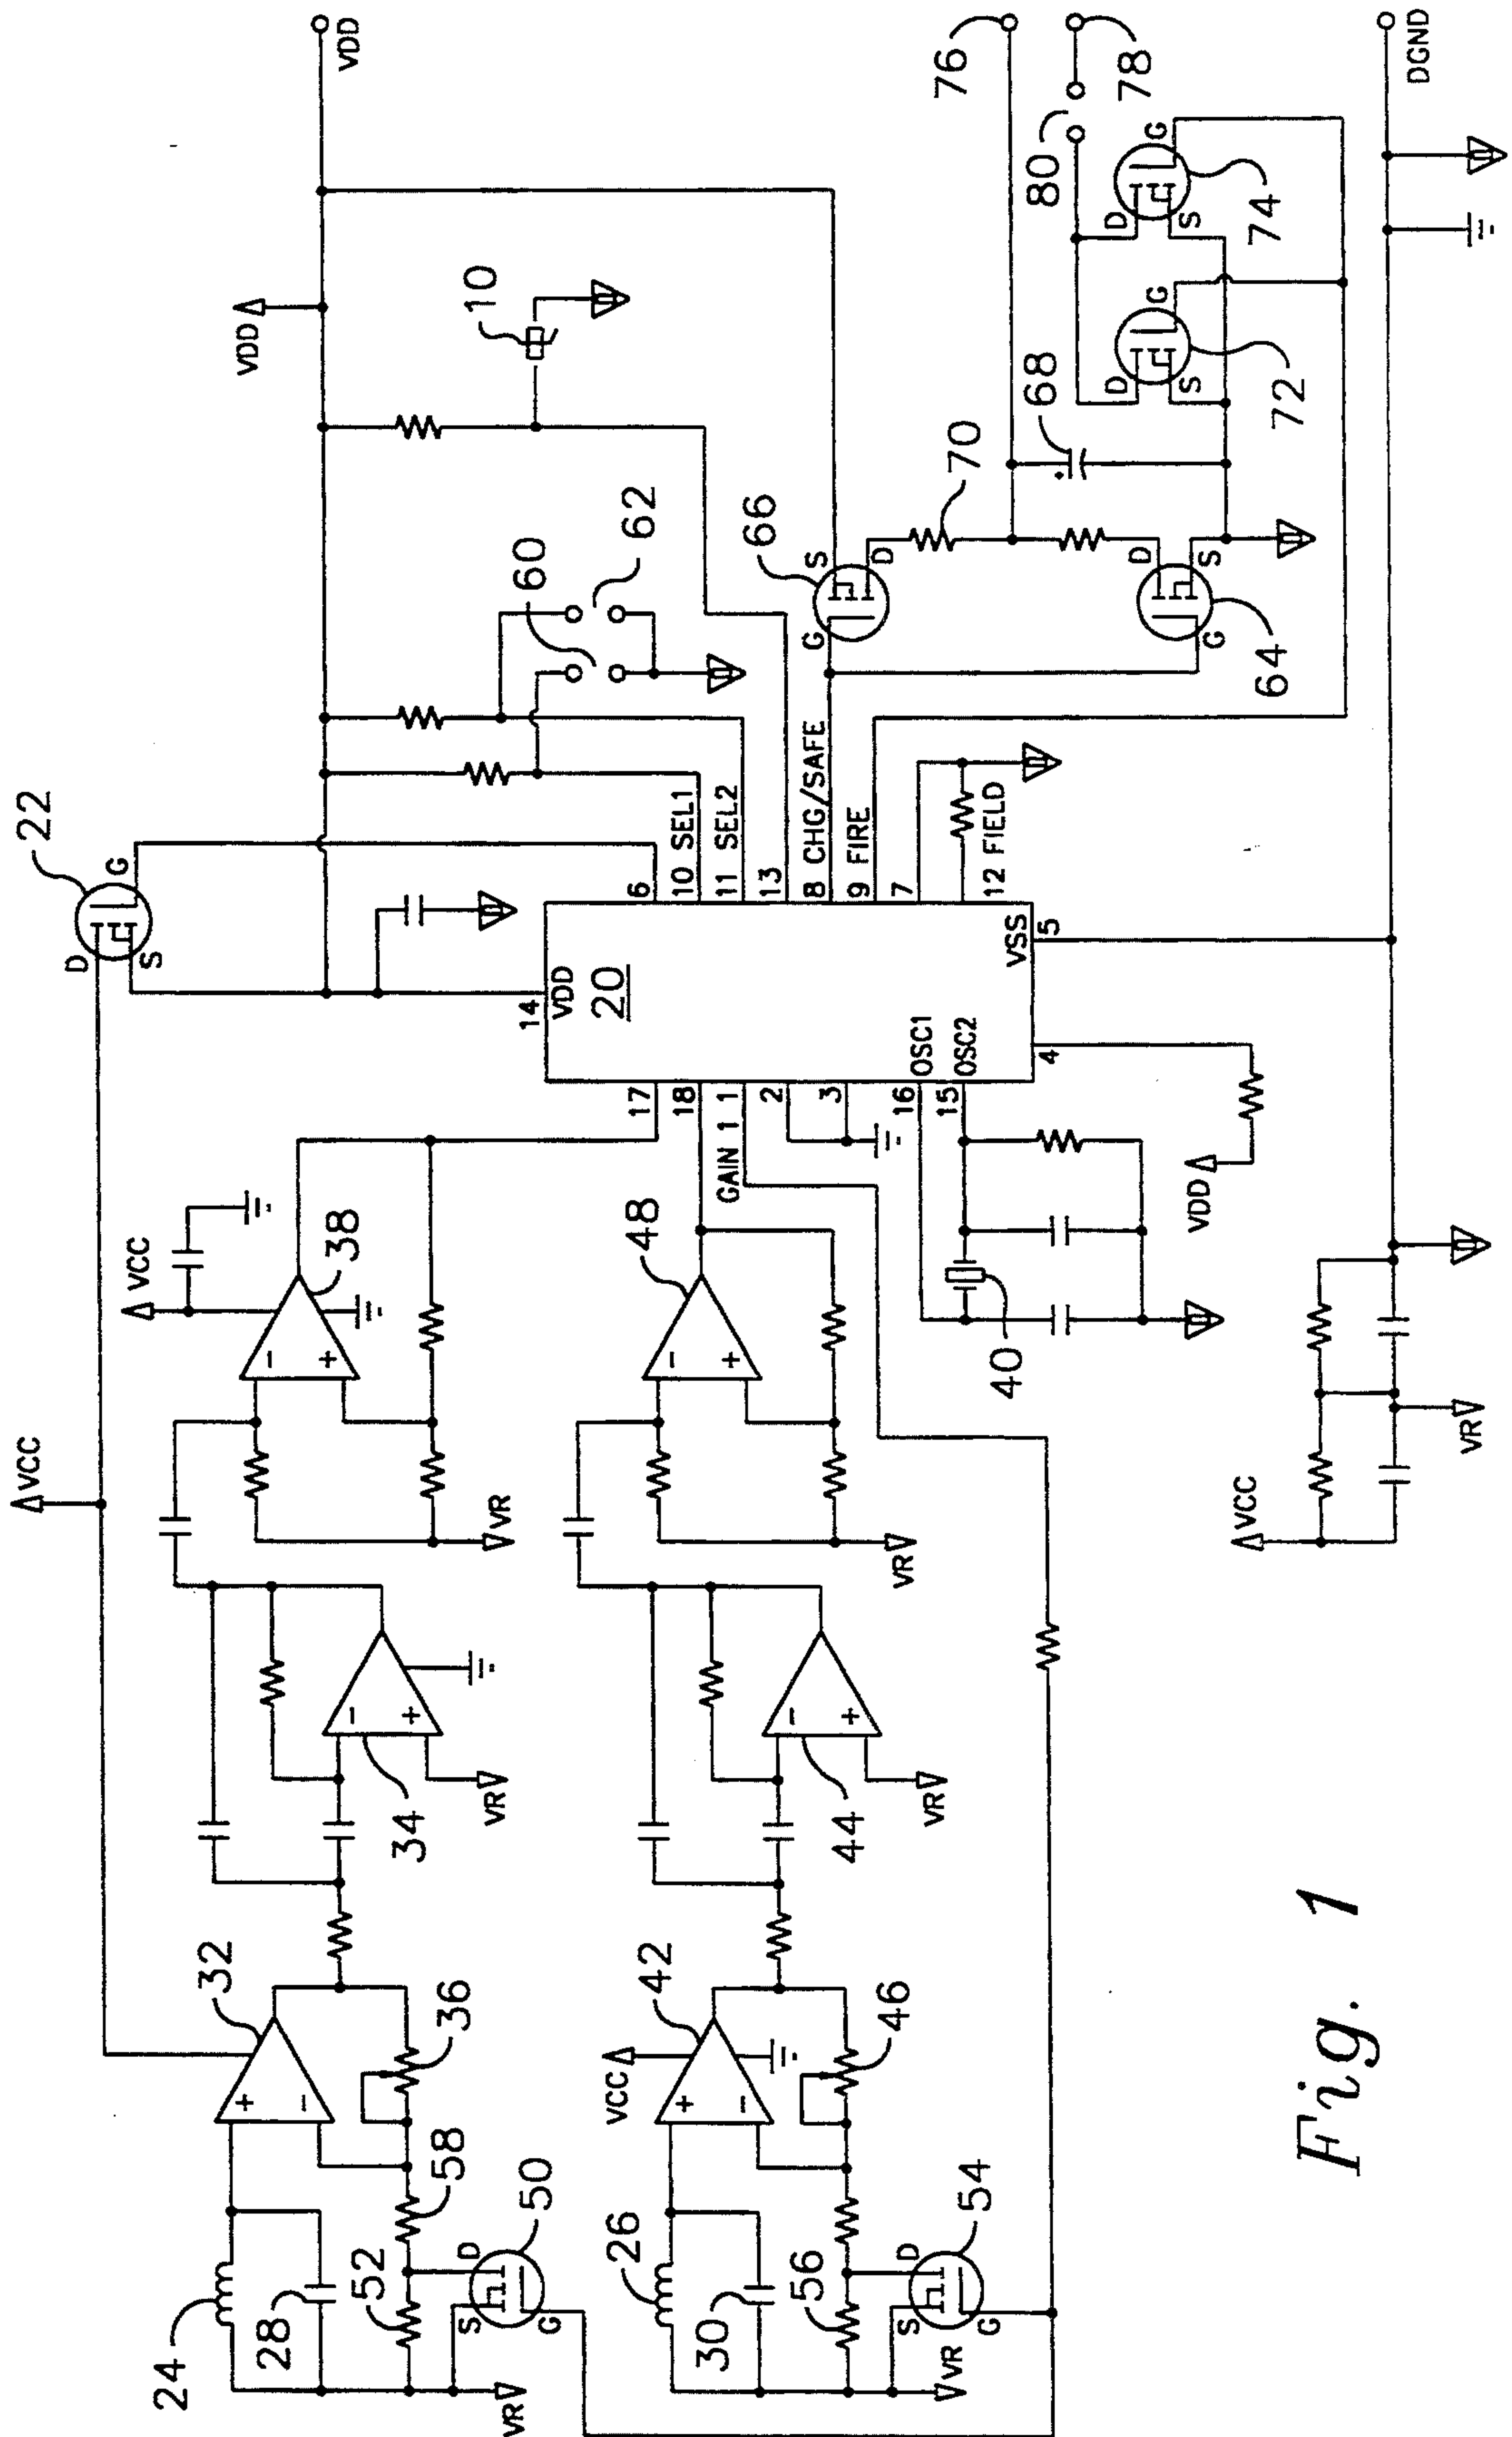 VCC
22
D
G
S
VDD
VDD
VCC
38
-
+
VR
34
-
+
VR
32
+
-
36
24
28
52
58
S
D
G
50
VR
14
VDD
20
17
18
GAIN 1 1
2
3
16 OSC1
15 OSC2
4
VSS
5
6
10 SEL1
11 SEL2
13
8 CHG/SAFE
9 FIRE
7
12 FIELD
60
62
10
66
S
D
G
70
68
76
78
80
D
S
G
72
D
S
G
74
D
S
G
64
48
-
+
VR
44
-
+
VR
VCC
42
+
-
46
26
30
56
S
D
G
54
VR
40
VDD
VCC
VR
DGND
Fig. 1